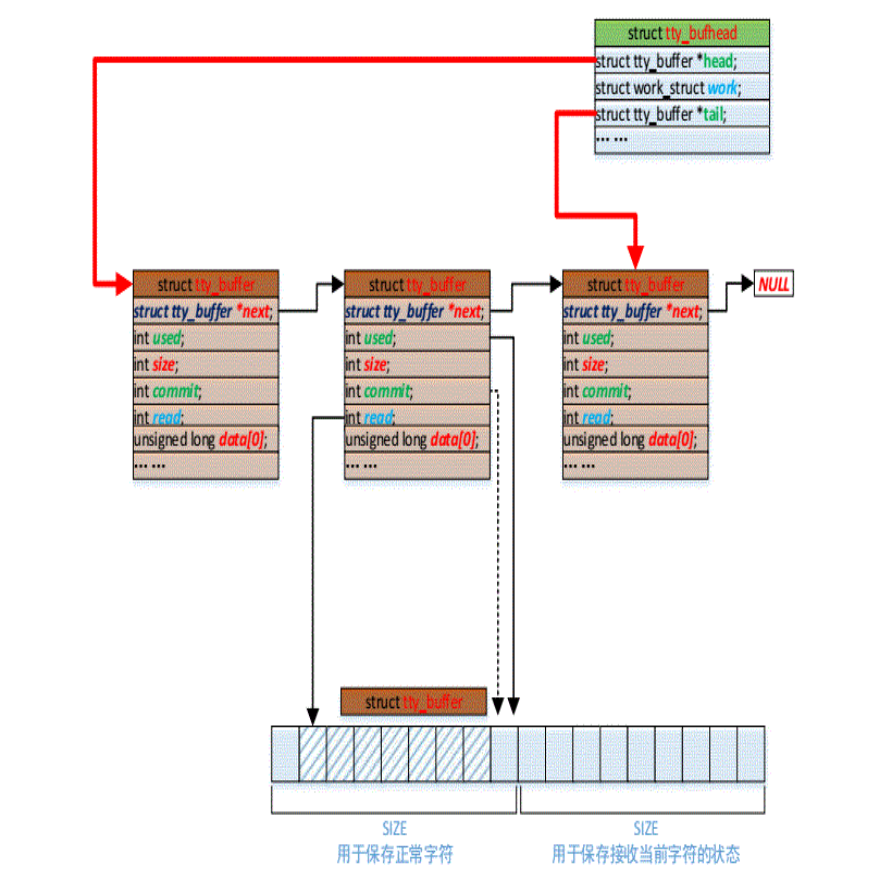 struct tty_bufhead
struct tty_buffer *head;
struct work_struct work;
struct tty_buffer *tail;
... ...
struct tty_buffer
struct tty_buffer *next;
int used;
int size;
int commit;
int read;
unsigned long data[0];
... ...
struct tty_buffer
struct tty_buffer *next;
int used;
int size;
int commit;
int read;
unsigned long data[0];
... ...
struct tty_buffer
struct tty_buffer *next;
int used;
int size;
int commit;
int read;
unsigned long data[0];
... ...
NULL
struct tty_buffer
SIZE
用于保存正常字符
SIZE
用于保存接收当前字符的状态